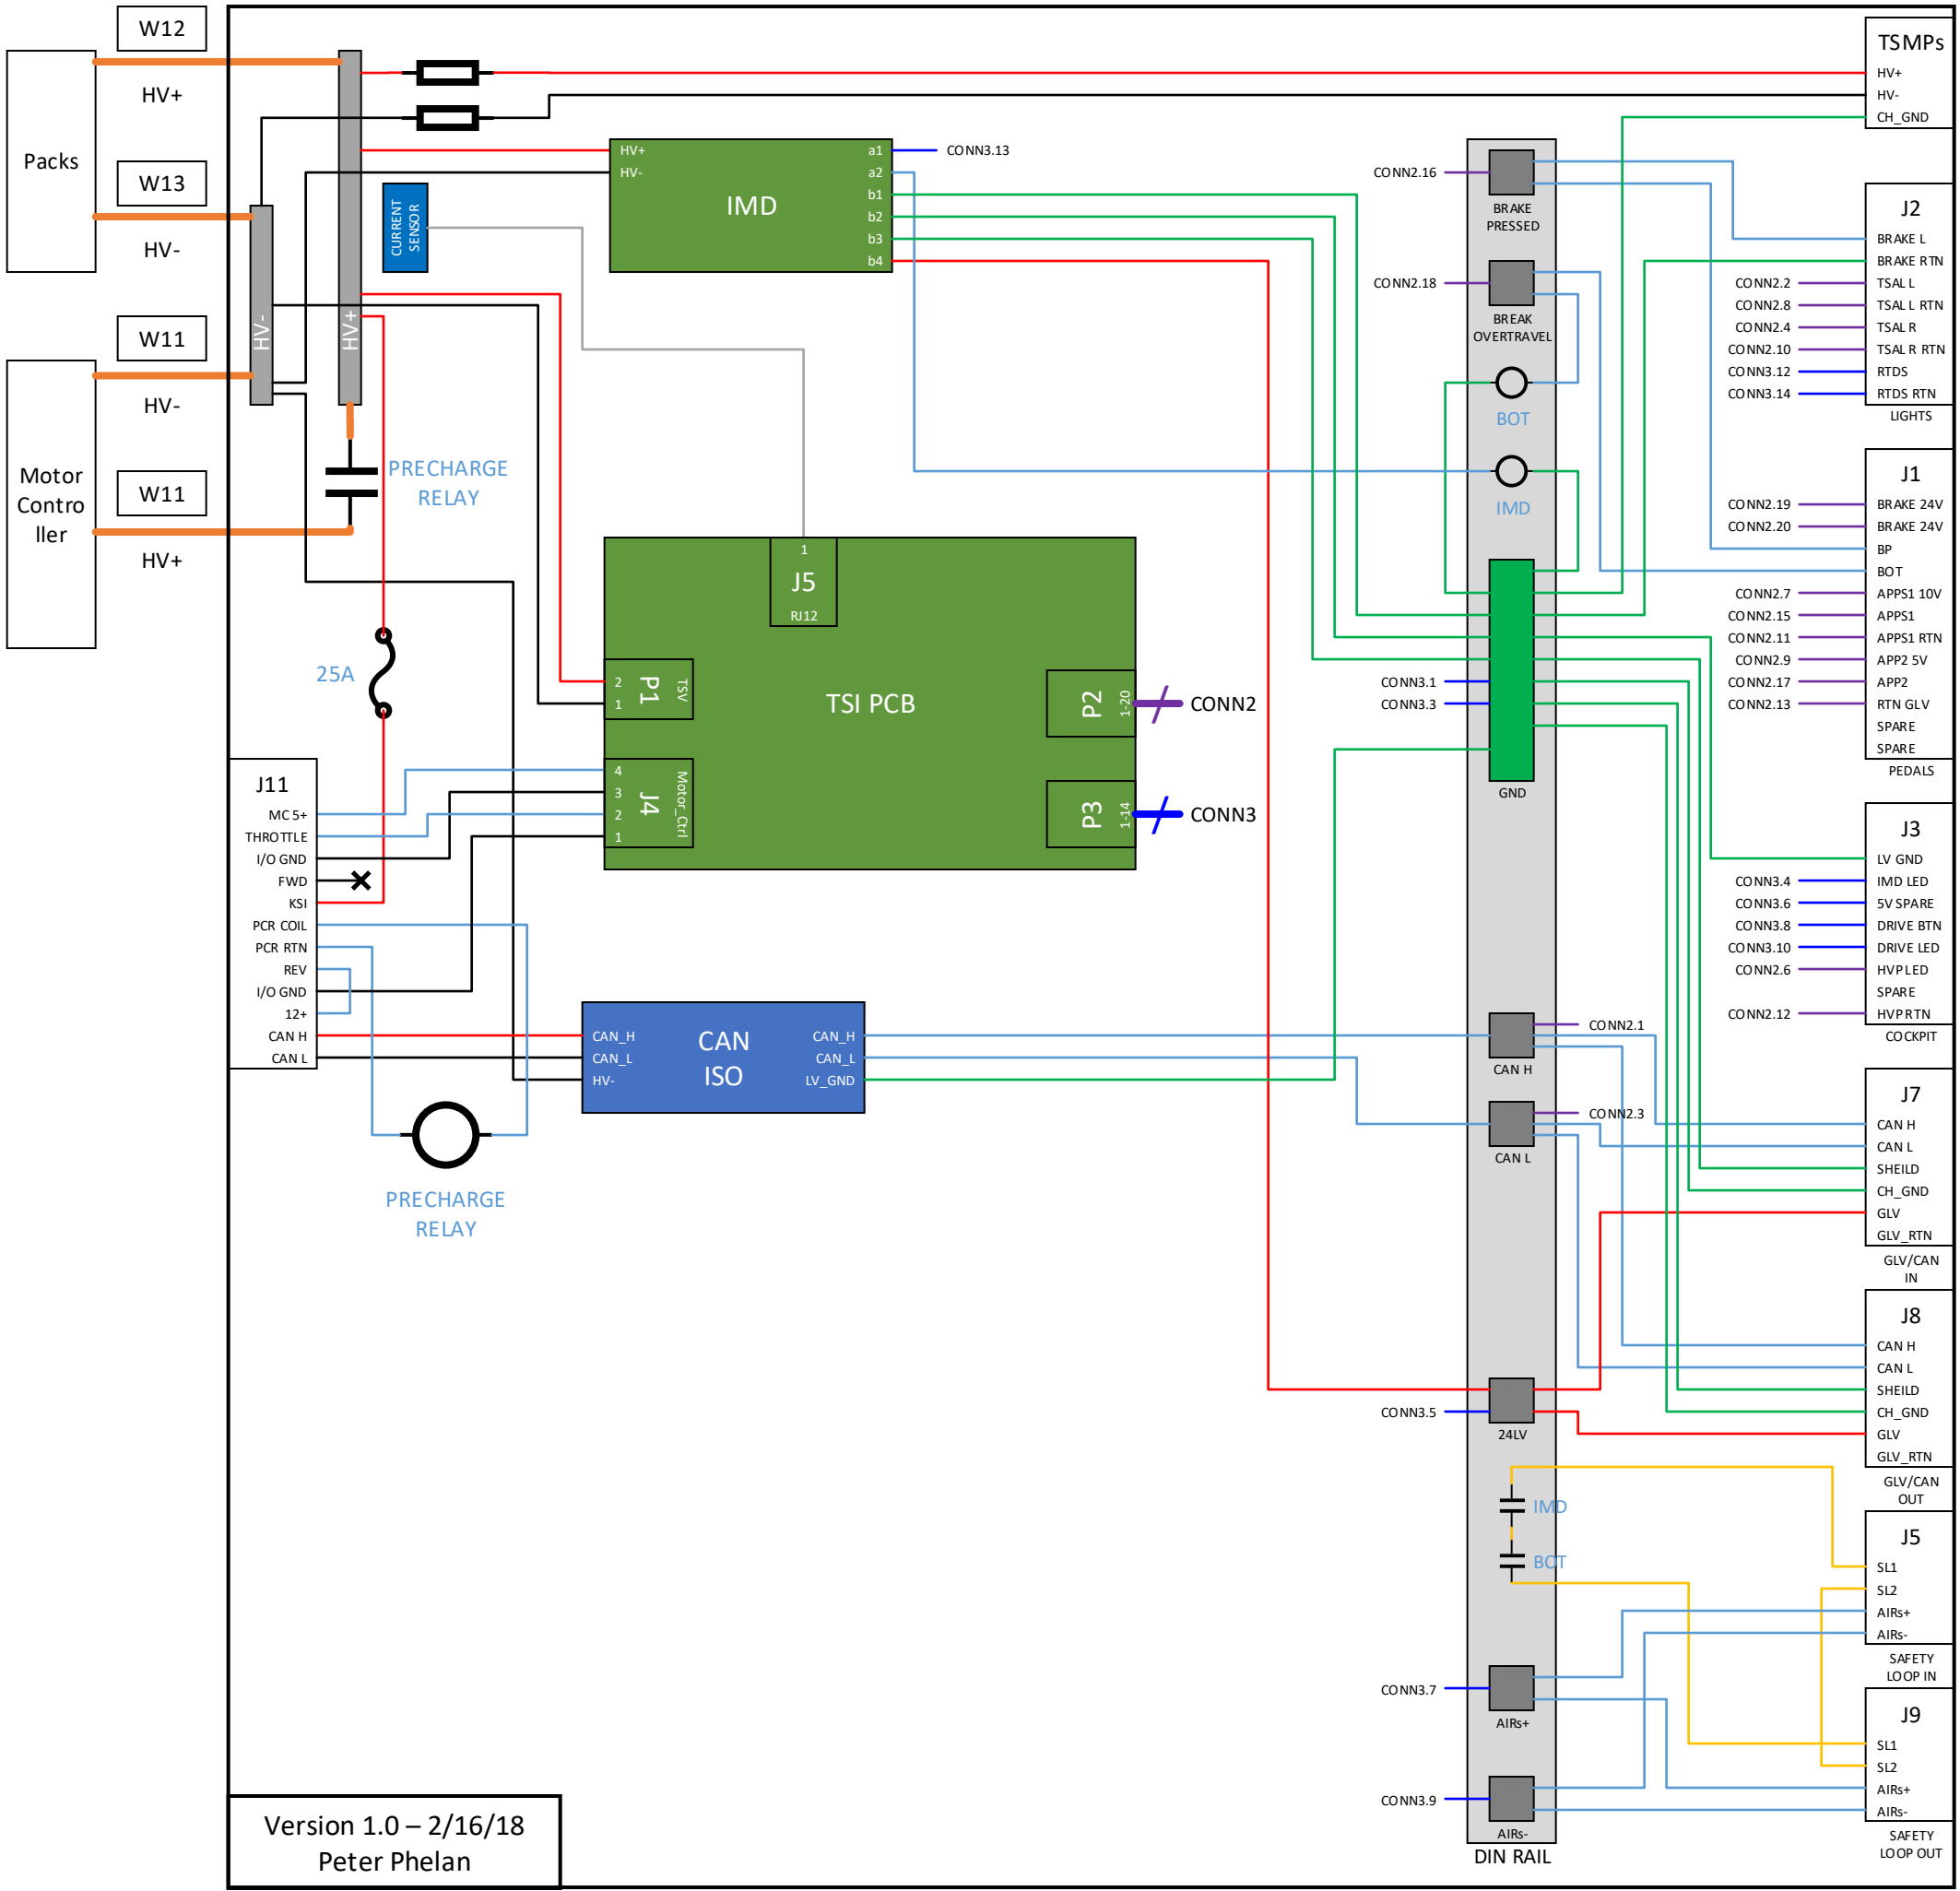 W12
HV+
Packs
W13
HV-
W11
HV-
Motor
Contro
ller
W11
HV+
HV-
HV+
CURRENT
SENSOR
PRECHARGE
RELAY
25A
IMD
HV+
HV-
a1
a2
b1
b2
b3
b4
CONN3.13
TSI PCB
1
J5
RJ12
P1
TSV
2
1
J4
Motor_Ctrl
4
3
2
1
P2
1-20
CONN2
P3
1-14
CONN3
J11
MC 5+
THROTTLE
I/O GND
FWD
KSI
PCR COIL
PCR RTN
REV
I/O GND
12+
CAN H
CAN L
PRECHARGE
RELAY
CAN
ISO
CAN_H
CAN_L
HV-
CAN_H
CAN_L
LV_GND
CONN2.16
BRAKE
PRESSED
CONN2.18
BREAK
OVERTRAVEL
BOT
IMD
CONN3.1
CONN3.3
GND
CONN2.1
CAN H
CONN2.3
CAN L
CONN3.5
24LV
IMD
BOT
CONN3.7
AIRs+
CONN3.9
AIRs-
DIN RAIL
TSMPs
HV+
HV-
CH_GND
J2
BRAKE L
BRAKE RTN
CONN2.2 TSAL L
CONN2.8 TSAL L RTN
CONN2.4 TSAL R
CONN2.10 TSAL R RTN
CONN3.12 RTDS
CONN3.14 RTDS RTN
LIGHTS
J1
CONN2.19 BRAKE 24V
CONN2.20 BRAKE 24V
BP
BOT
CONN2.7 APPS1 10V
CONN2.15 APPS1
CONN2.11 APPS1 RTN
CONN2.9 APP2 5V
CONN2.17 APP2
CONN2.13 RTN GLV
SPARE
SPARE
PEDALS
J3
LV GND
CONN3.4 IMD LED
CONN3.6 5V SPARE
CONN3.8 DRIVE BTN
CONN3.10 DRIVE LED
CONN2.6 HVP LED
SPARE
CONN2.12 HVP RTN
COCKPIT
J7
CAN H
CAN L
SHEILD
CH_GND
GLV
GLV_RTN
GLV/CAN
IN
J8
CAN H
CAN L
SHEILD
CH_GND
GLV
GLV_RTN
GLV/CAN
OUT
J5
SL1
SL2
AIRs+
AIRs-
SAFETY
LOOP IN
J9
SL1
SL2
AIRs+
AIRs-
SAFETY
LOOP OUT
Version 1.0 – 2/16/18
Peter Phelan